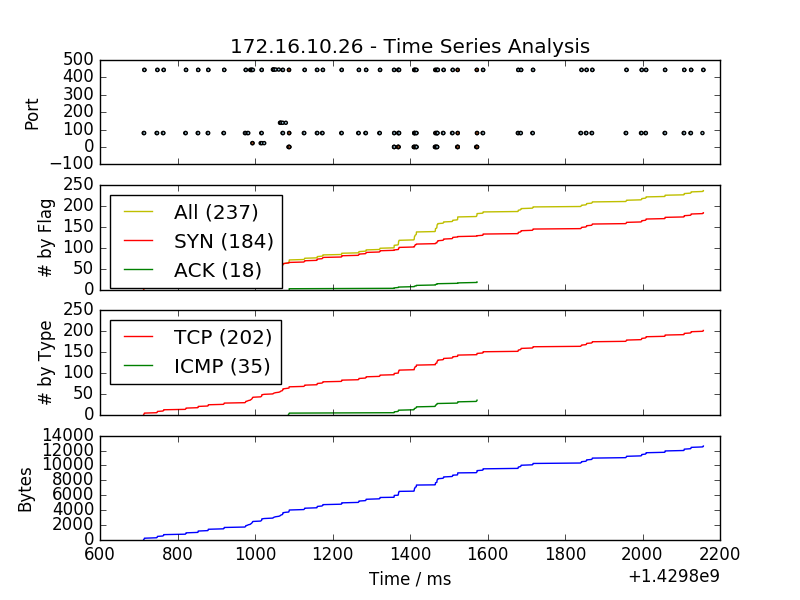 172.16.10.26 - Time Series Analysis
Port
500
400
300
200
100
0
−100
# by Flag
250
200
150
100
50
0
All (237)
SYN (184)
ACK (18)
# by Type
250
200
150
100
50
0
TCP (202)
ICMP (35)
Bytes
14000
12000
10000
8000
6000
4000
2000
0
600 800 1000 1200 1400 1600 1800 2000 2200
Time / ms
+1.4298e9